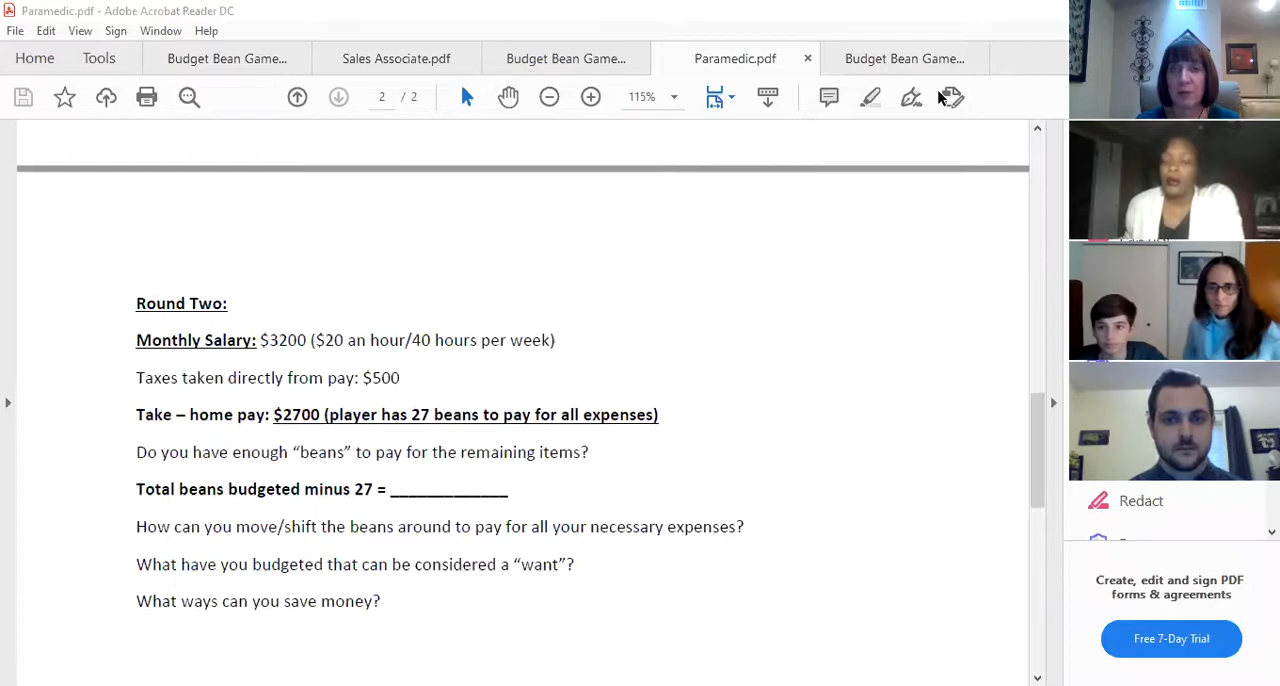 Paramedic.pdf - Adobe Acrobat Reader DC
File Edit View Sign Window Help
Home Tools Budget Bean Game... Sales Associate.pdf Budget Bean Game... Paramedic.pdf × Budget Bean Game...
2 / 2 115%
Round Two:
Monthly Salary: $3200 ($20 an hour/40 hours per week)
Taxes taken directly from pay: $500
Take – home pay: $2700 (player has 27 beans to pay for all expenses)
Do you have enough “beans” to pay for the remaining items?
Total beans budgeted minus 27 = ______________
How can you move/shift the beans around to pay for all your necessary expenses?
What have you budgeted that can be considered a “want”?
What ways can you save money?
Redact
Create, edit and sign PDF
forms & agreements
Free 7-Day Trial